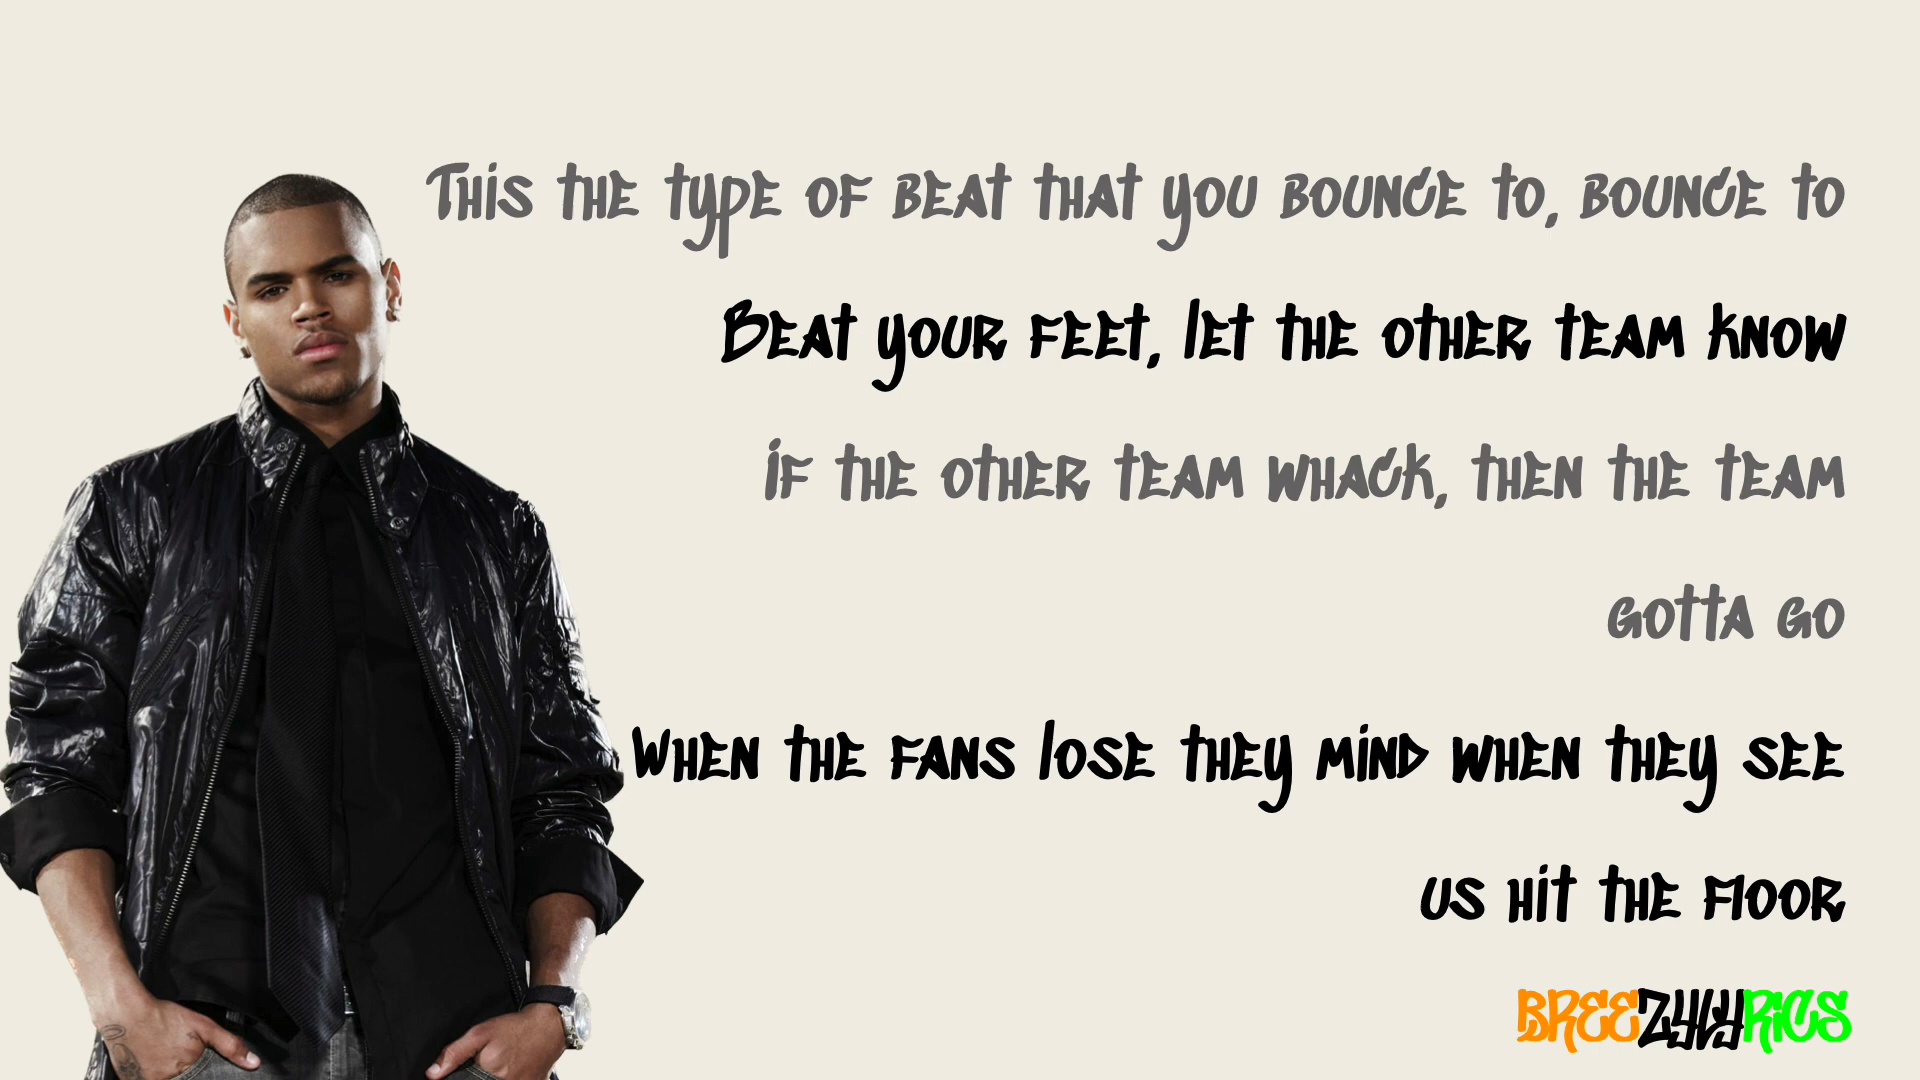 This the type of beat that you bounce to, bounce to
Beat your feet, let the other team know
If the other team whack, then the team
gotta go
When the fans lose they mind when they see
us hit the floor
BREEZYLYRICS